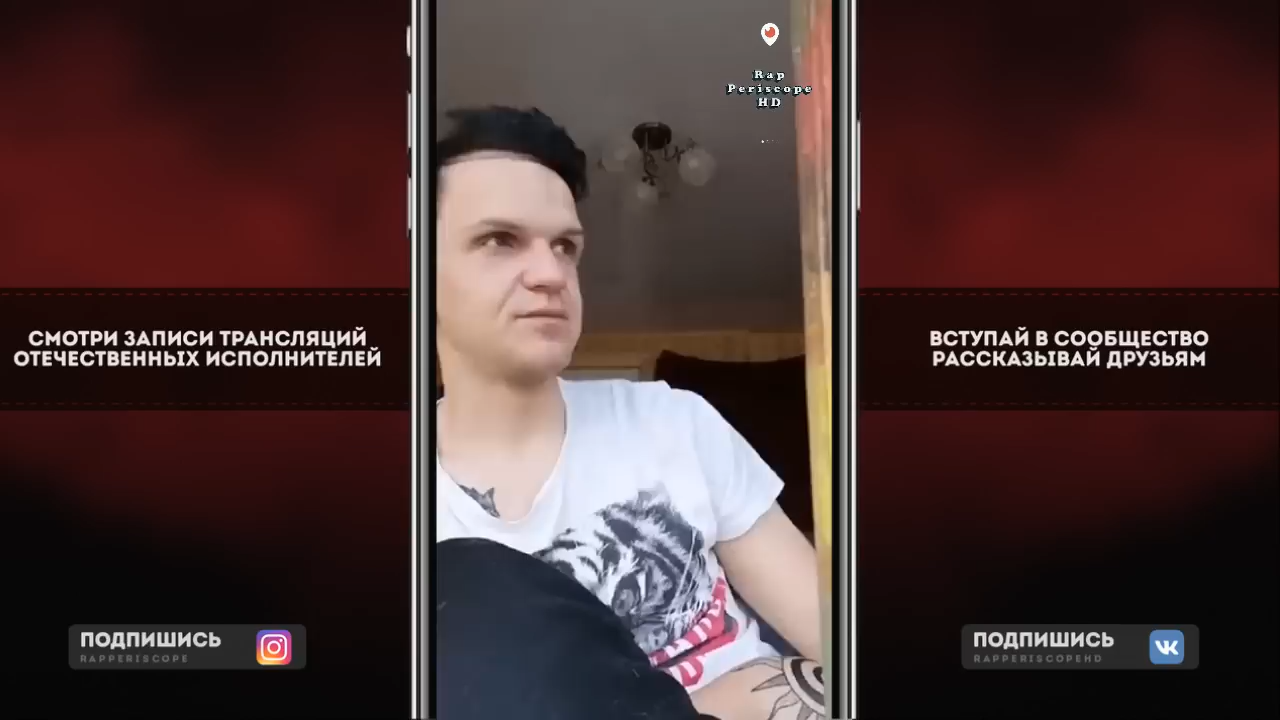 Rap
Periscope
HD
СМОТРИ ЗАПИСИ ТРАНСЛЯЦИЙ
ОТЕЧЕСТВЕННЫХ ИСПОЛНИТЕЛЕЙ
ВСТУПАЙ В СООБЩЕСТВО
РАССКАЗЫВАЙ ДРУЗЬЯМ
ПОДПИШИСЬ
RAPPERISCOPE
ПОДПИШИСЬ
RAPPERISCOPEHD